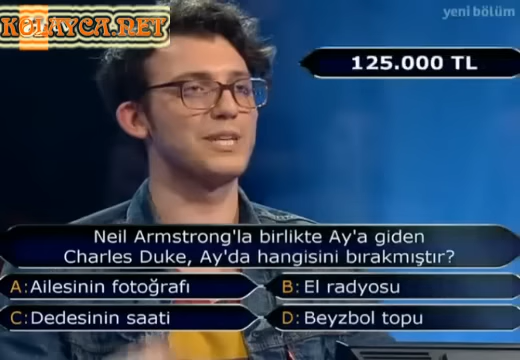 KOLAYCA.NET
yeni bölüm
125.000 TL
Neil Armstrong'la birlikte Ay'a giden
Charles Duke, Ay'da hangisini bırakmıştır?
A: Ailesinin fotoğrafı
B: El radyosu
C: Dedesinin saati
D: Beyzbol topu